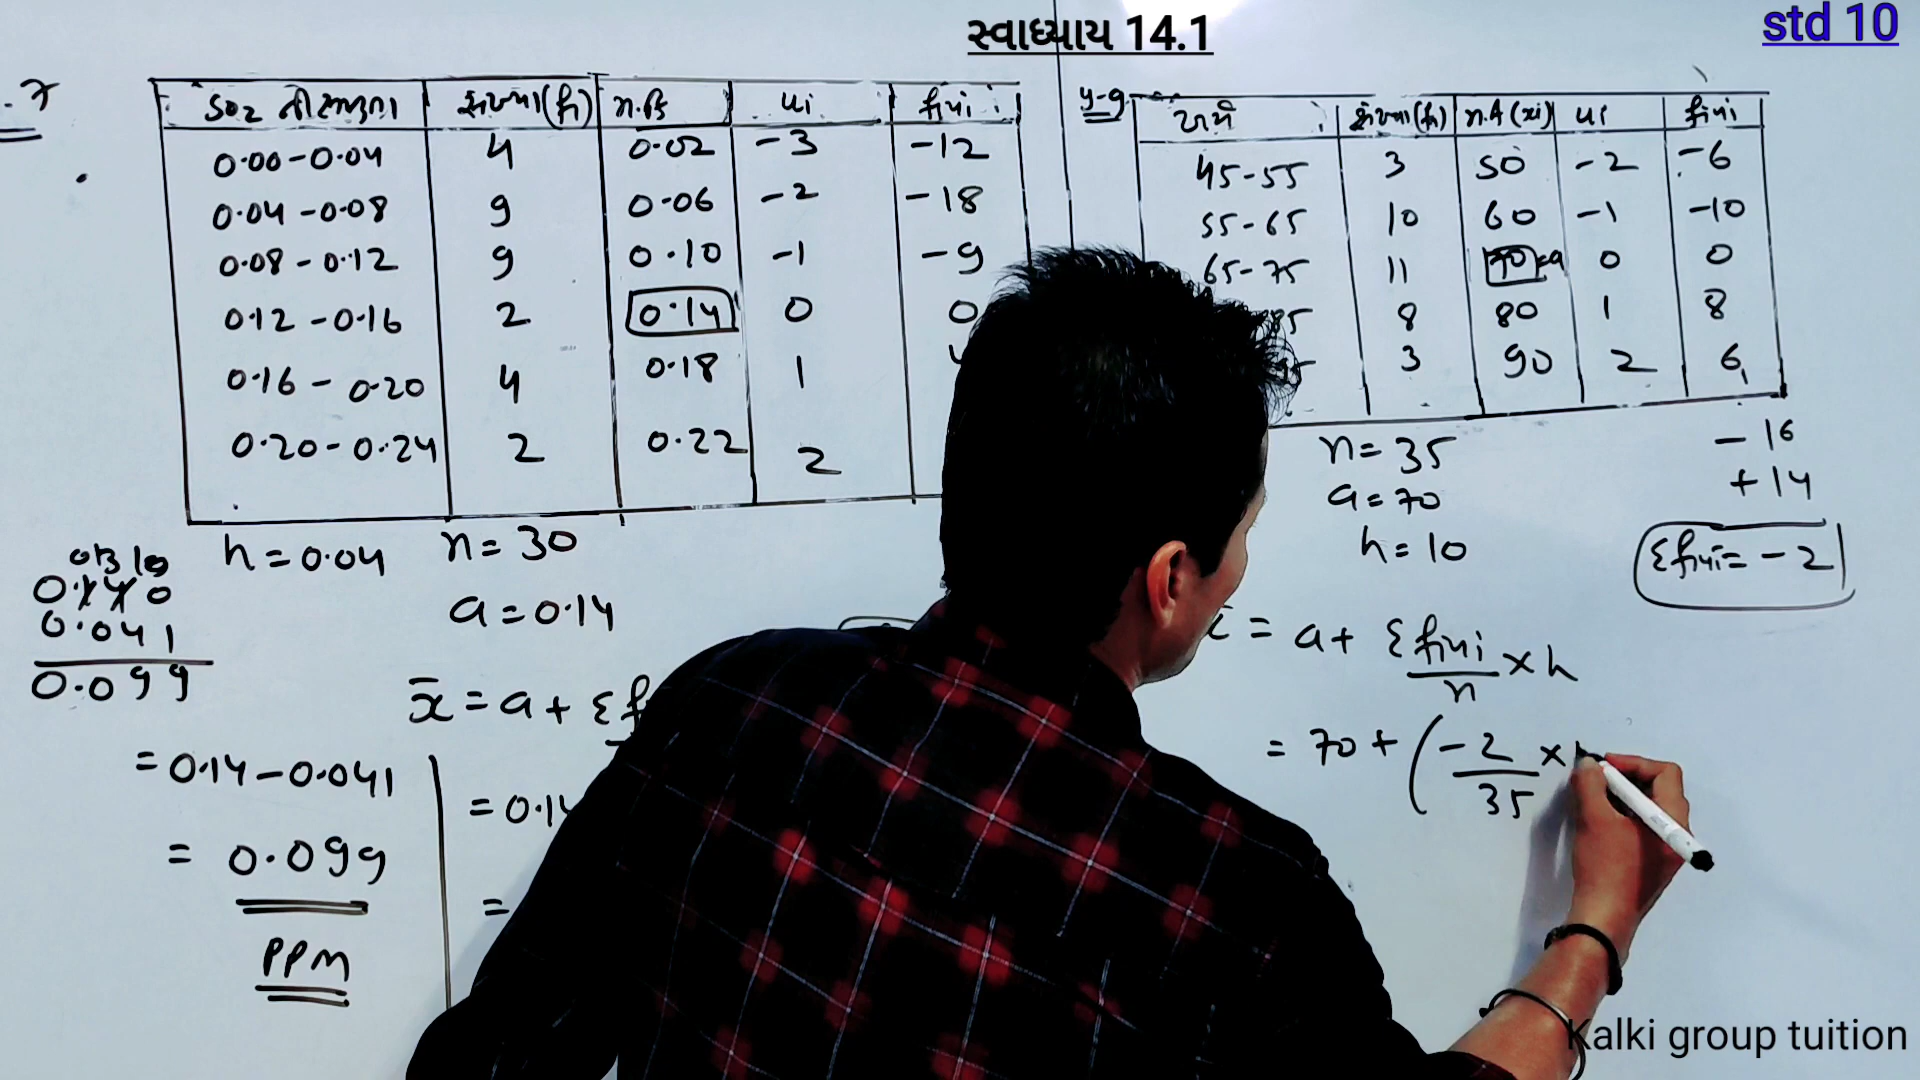 સ્વાધ્યાય 14.1
std 10
7
SO2 ની સાંદ્રતા સંખ્યા (fi) મ.કિ ui fiui
0.00-0.04 4 0.02 -3 -12
0.04-0.08 9 0.06 -2 -18
0.08-0.12 9 0.10 -1 -9
0.12-0.16 2 0.14 0 0
0.16-0.20 4 0.18 1
0.20-0.24 2 0.22 2
h = 0.04 n = 30
a = 0.14
0.140
0.041
0.099
x̄ = a + Σf
= 0.14-0.041
= 0.14
= 0.099
=
PPM
પ્ર-9
સંખ્યા (fi) મ.કિ (xi) ui fiui
45-55 3 50 -2 -6
55-65 10 60 -1 -10
65-75 11 70=a 0 0
85 8 80 1 8
3 90 2 6
n = 35
a = 70
h = 10
-16
+14
Σfiui = -2
= a + Σfiui/n × h
= 70 + (-2/35 ×
Kalki group tuition